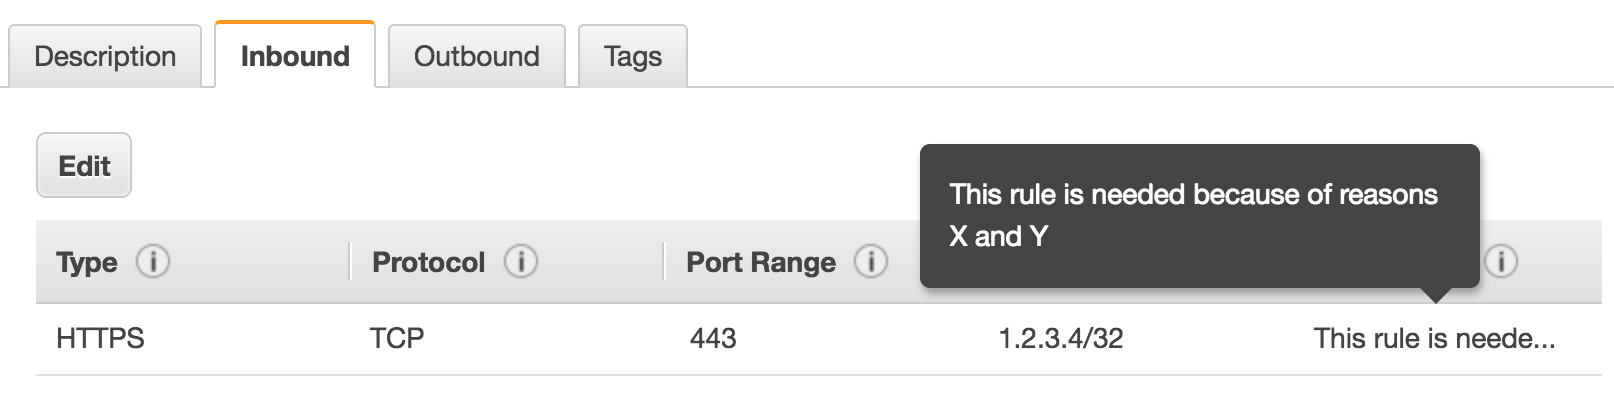 Description Inbound Outbound Tags
Edit
This rule is needed because of reasons
X and Y
Type Protocol Port Range
HTTPS TCP 443 1.2.3.4/32 This rule is neede...